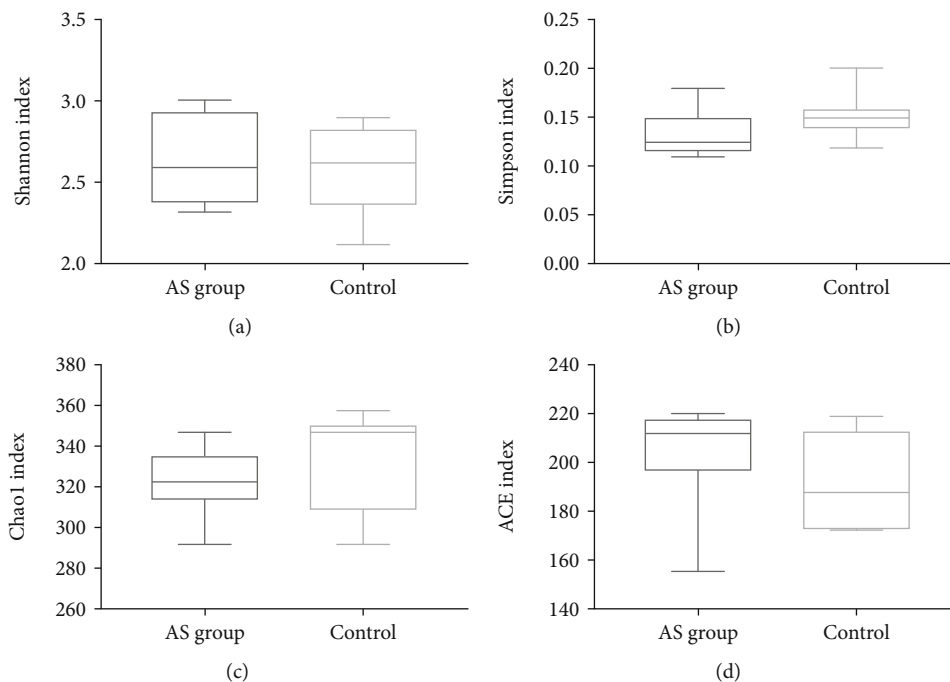 3.5
3.0
2.5
2.0
Shannon index
AS group
Control
(a)
0.25
0.20
0.15
0.10
0.05
0.00
Simpson index
AS group
Control
(b)
380
360
340
320
300
280
260
Chao1 index
AS group
Control
(c)
240
220
200
180
160
140
ACE index
AS group
Control
(d)